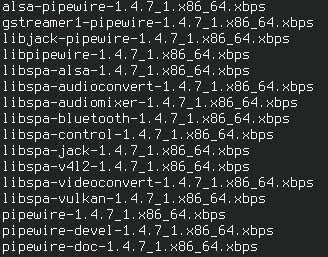 alsa-pipewire-1.4.7_1.x86_64.xbps
gstreamer1-pipewire-1.4.7_1.x86_64.xbps
libjack-pipewire-1.4.7_1.x86_64.xbps
libpipewire-1.4.7_1.x86_64.xbps
libspa-alsa-1.4.7_1.x86_64.xbps
libspa-audioconvert-1.4.7_1.x86_64.xbps
libspa-audiomixer-1.4.7_1.x86_64.xbps
libspa-bluetooth-1.4.7_1.x86_64.xbps
libspa-control-1.4.7_1.x86_64.xbps
libspa-jack-1.4.7_1.x86_64.xbps
libspa-v4l2-1.4.7_1.x86_64.xbps
libspa-videoconvert-1.4.7_1.x86_64.xbps
libspa-vulkan-1.4.7_1.x86_64.xbps
pipewire-1.4.7_1.x86_64.xbps
pipewire-devel-1.4.7_1.x86_64.xbps
pipewire-doc-1.4.7_1.x86_64.xbps